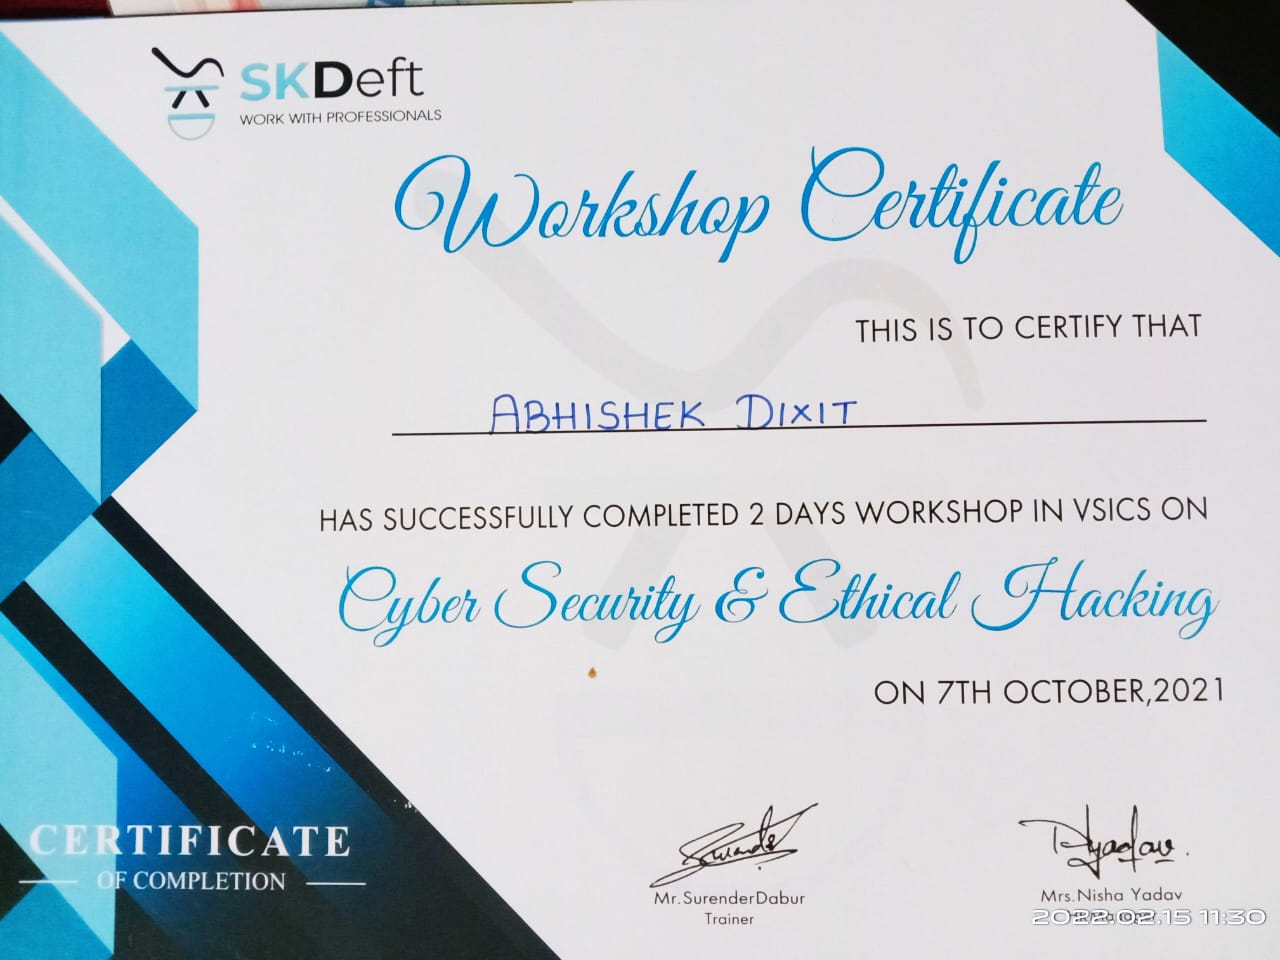 SKDeft
WORK WITH PROFESSIONALS
Workshop Certificate
THIS IS TO CERTIFY THAT
ABHISHEK DIXIT
HAS SUCCESSFULLY COMPLETED 2 DAYS WORKSHOP IN VSICS ON
Cyber Security & Ethical Hacking
ON 7TH OCTOBER,2021
CERTIFICATE
OF COMPLETION
Mr.SurenderDabur
Trainer
Mrs.Nisha Yadav
HR Manager
2022.02.15 11:30